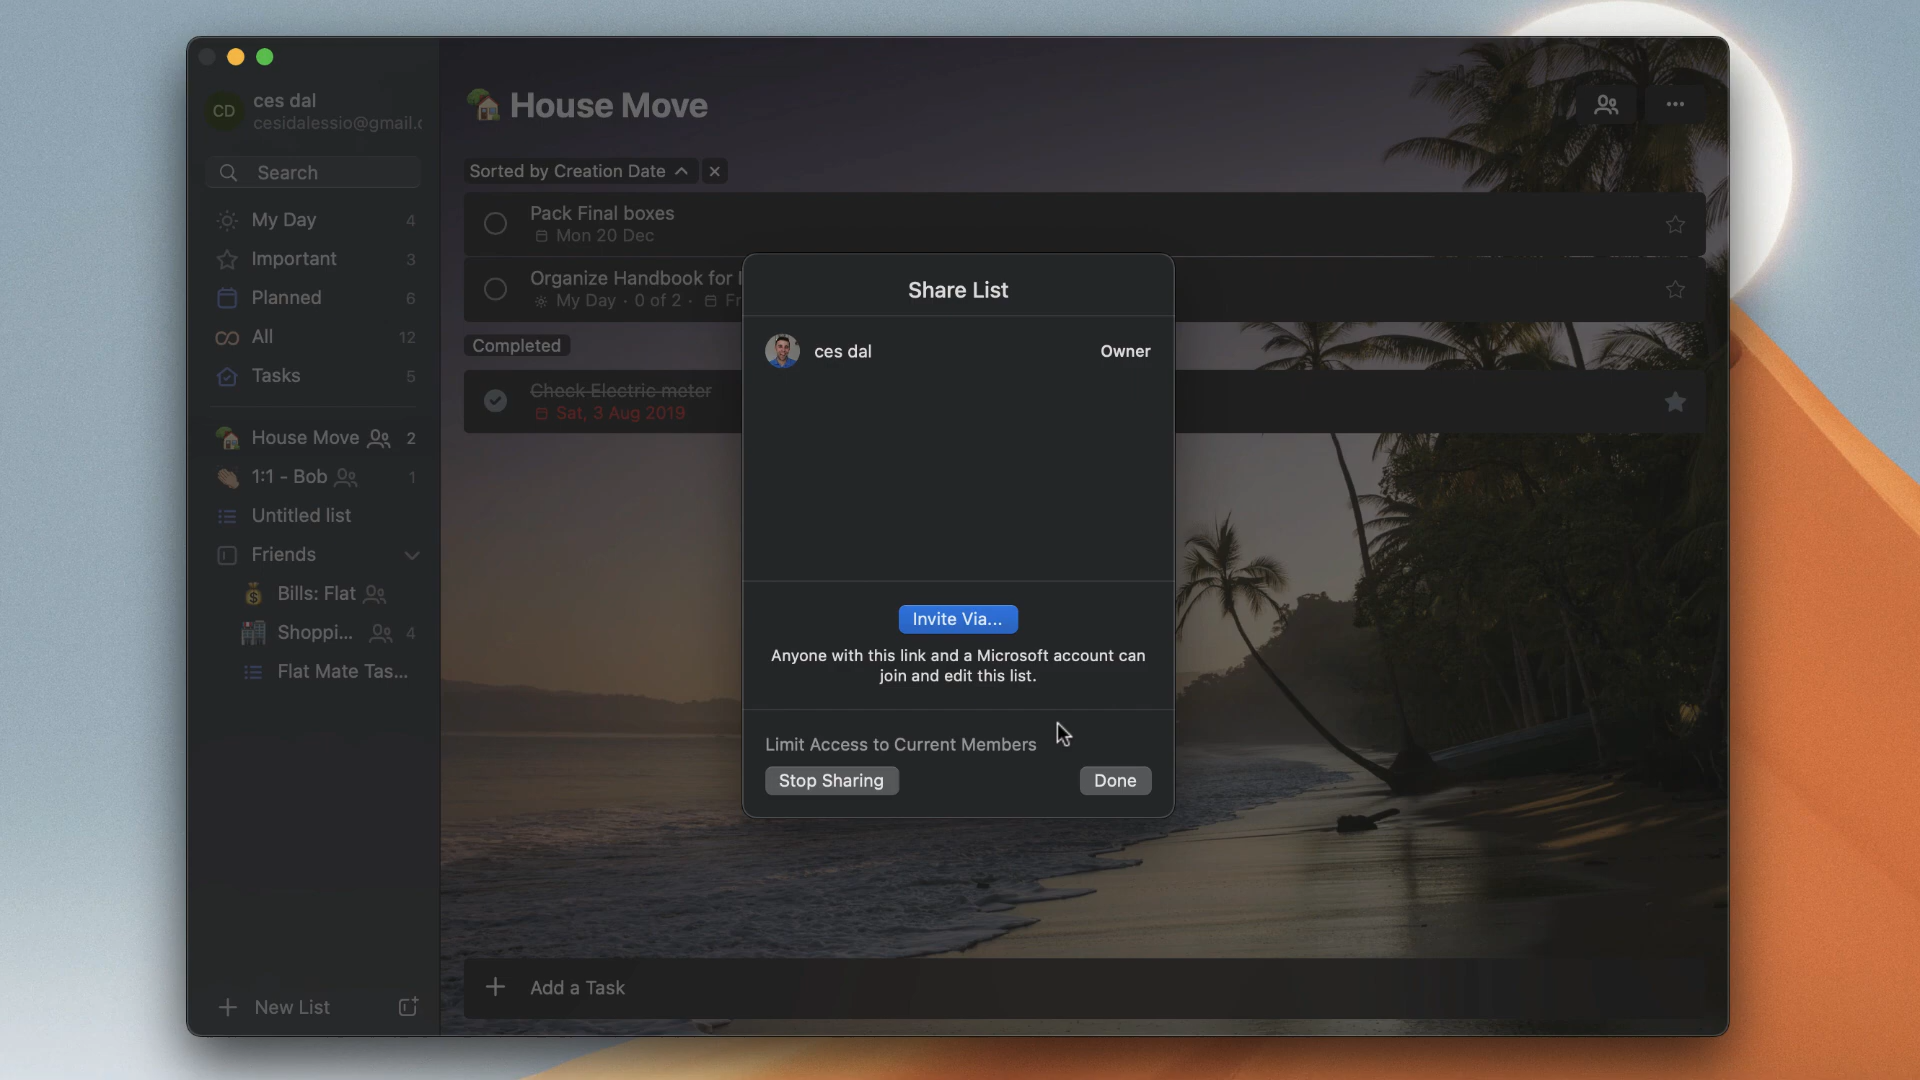 CD
ces dal
cesidalessio@gmail.c
Search
My Day 4
Important 3
Planned 6
All 12
Tasks 5
House Move 2
1:1 - Bob 1
Untitled list
Friends
Bills: Flat
Shoppi... 4
Flat Mate Tas...
New List
House Move
Sorted by Creation Date
Pack Final boxes
Mon 20 Dec
Organize Handbook for
My Day · 0 of 2 · Fr
Completed
Check Electric meter
Sat, 3 Aug 2019
Add a Task
Share List
ces dal Owner
Invite Via...
Anyone with this link and a Microsoft account can
join and edit this list.
Limit Access to Current Members
Stop Sharing Done